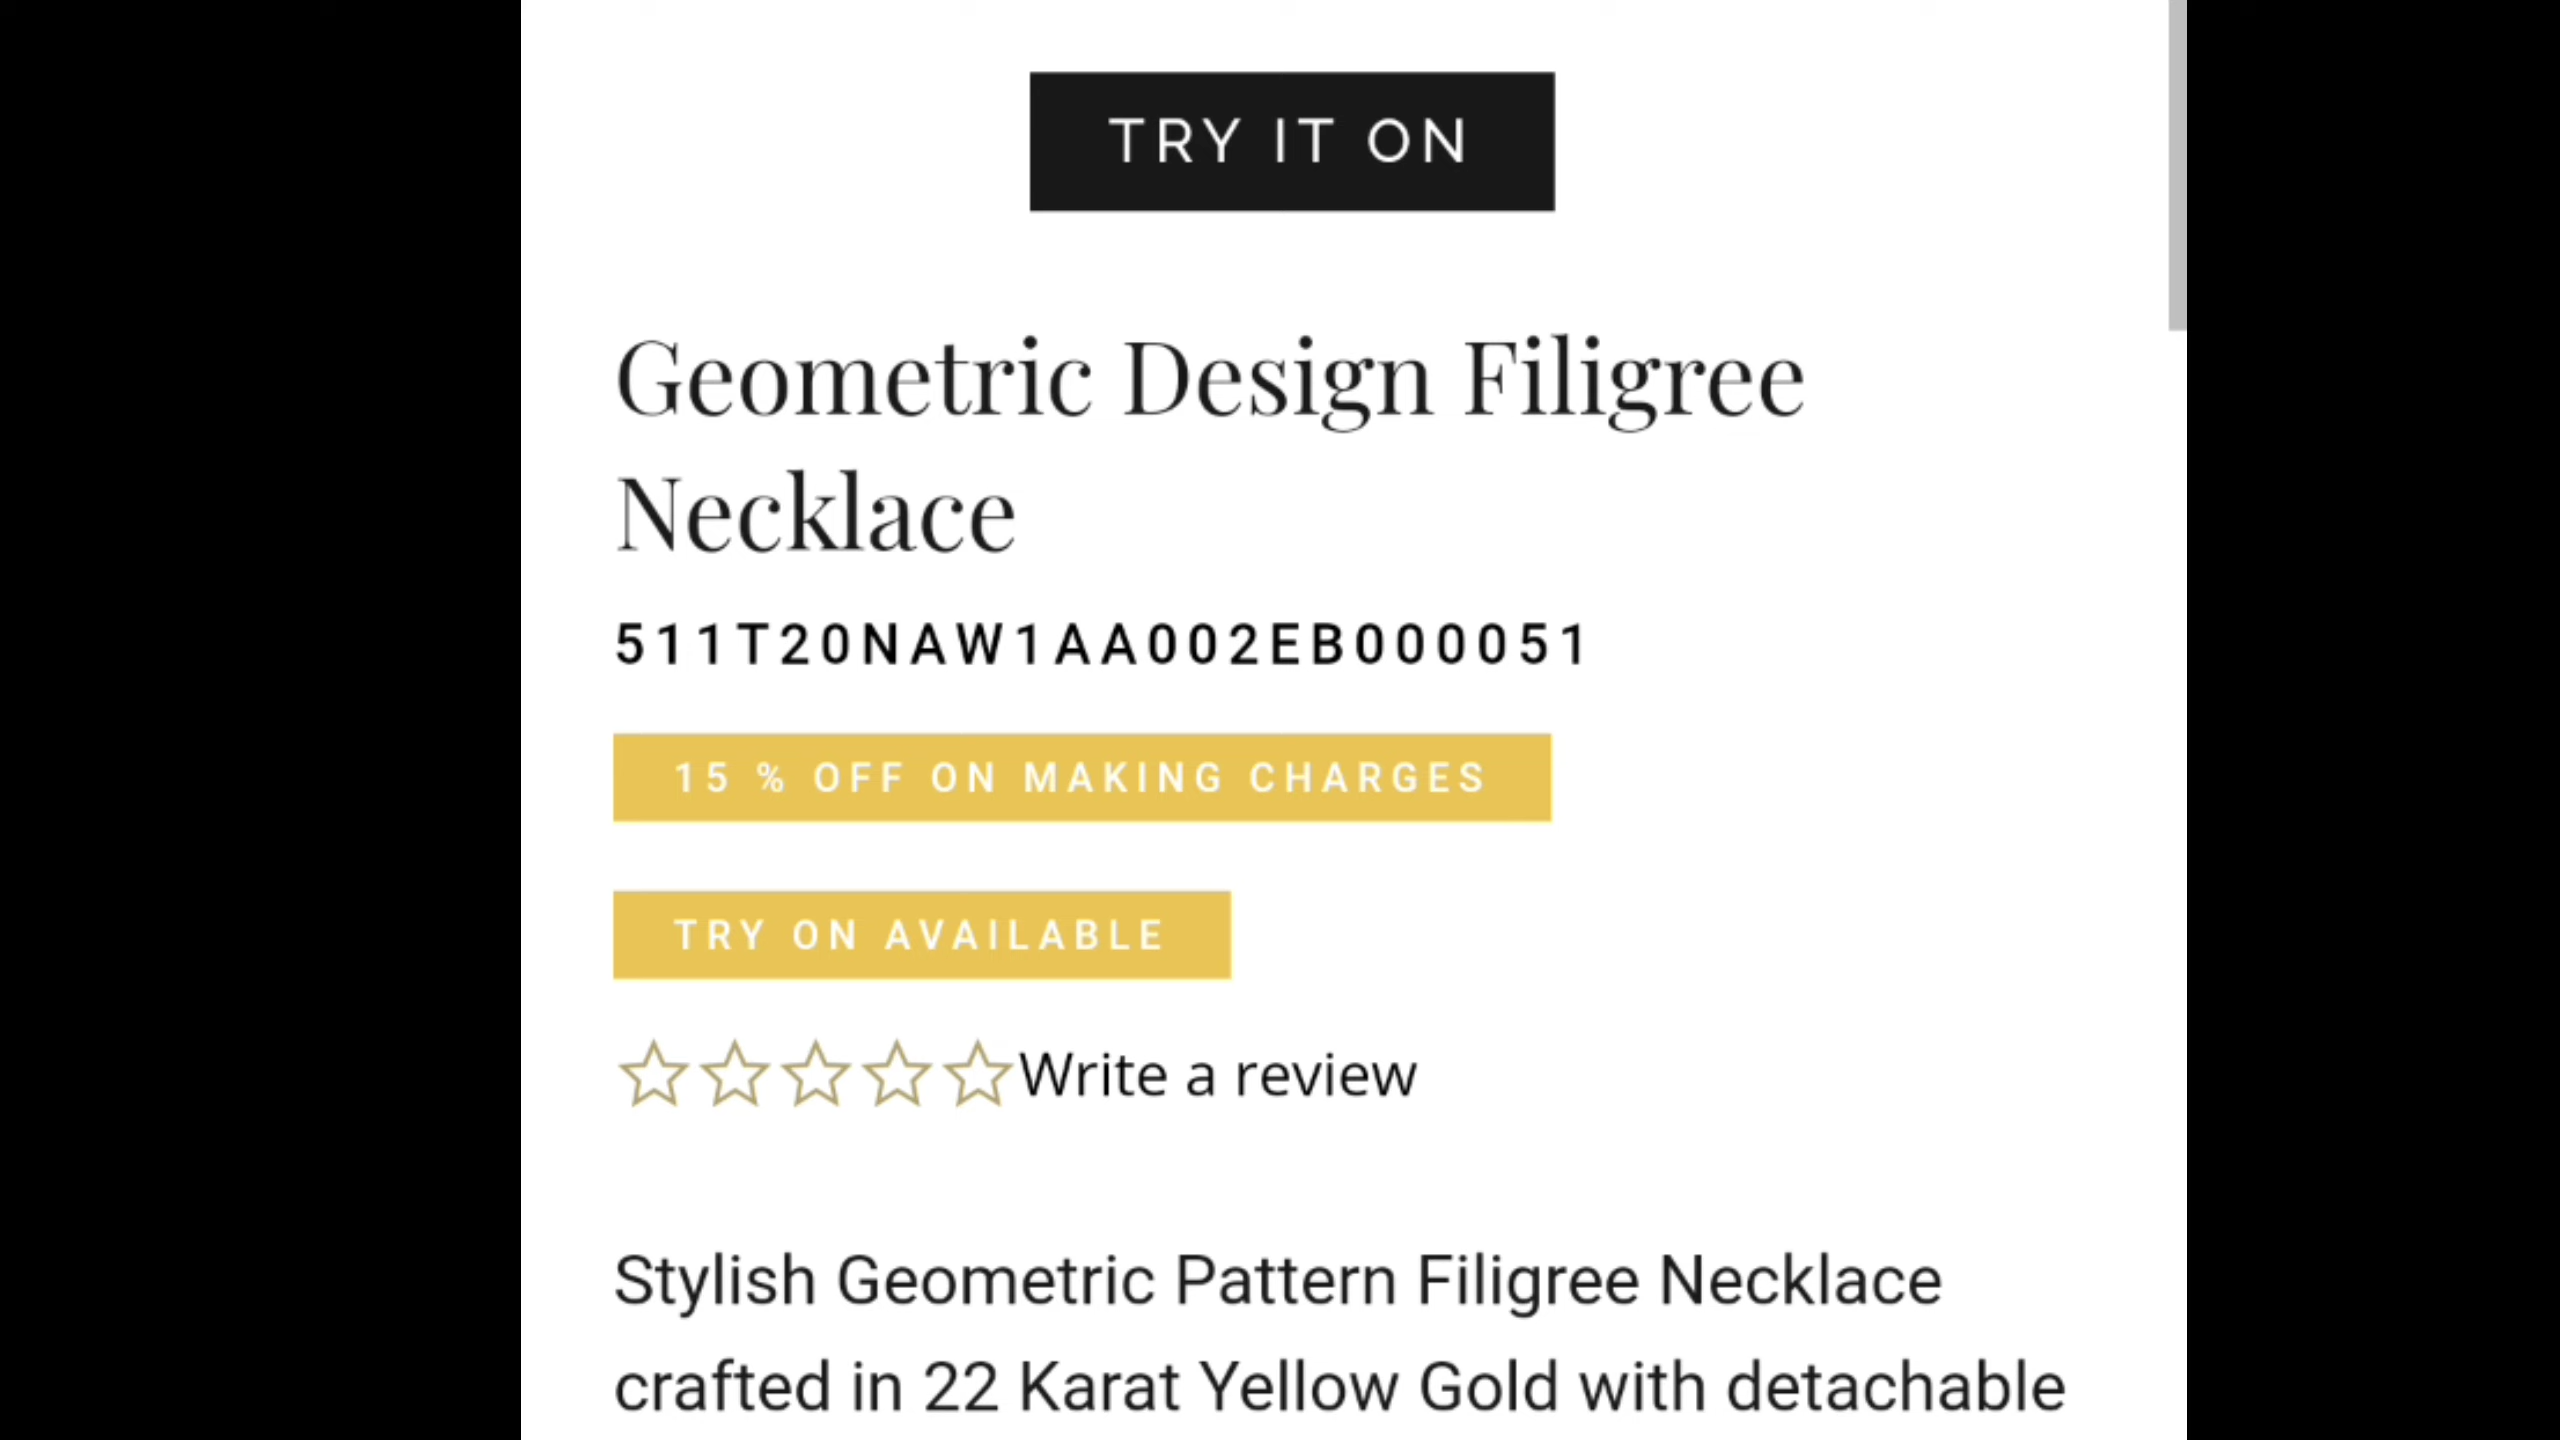 TRY IT ON
Geometric Design Filigree
Necklace
511T20NAW1AA002EB000051
15 % OFF ON MAKING CHARGES
TRY ON AVAILABLE
Write a review
Stylish Geometric Pattern Filigree Necklace
crafted in 22 Karat Yellow Gold with detachable